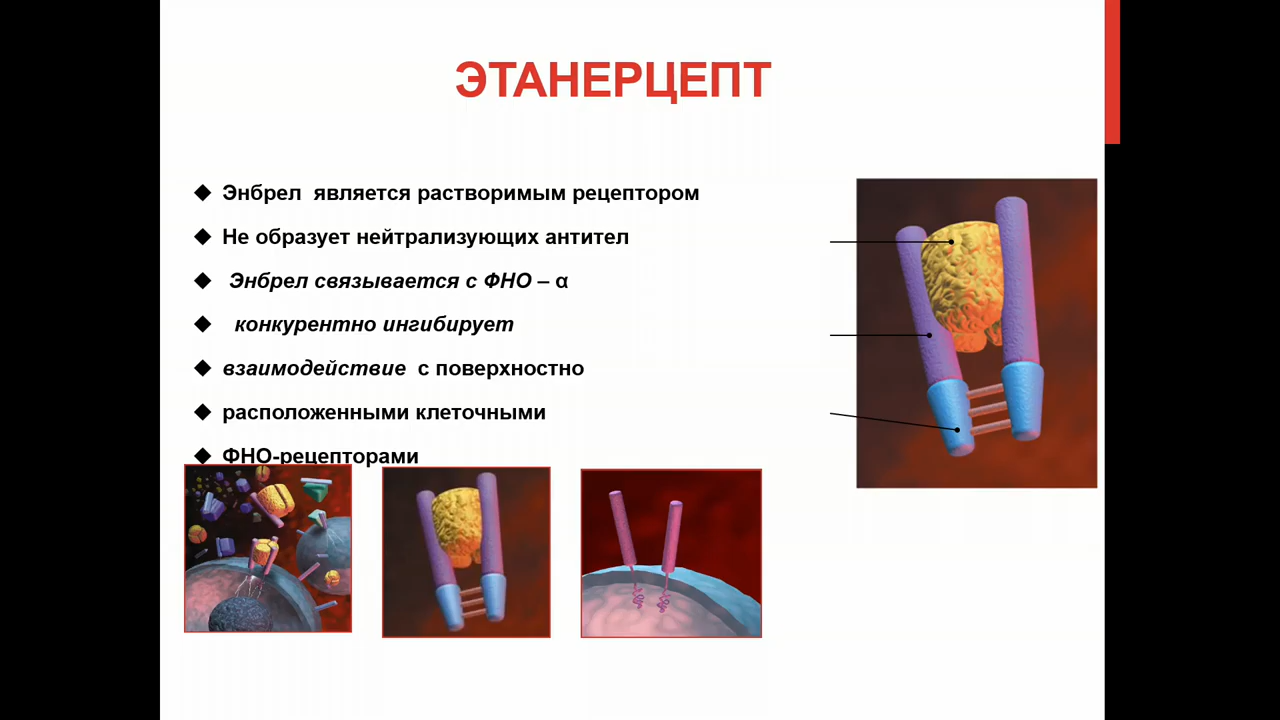 ЭТАНЕРЦЕПТ
❖ Энбрел является растворимым рецептором
❖ Не образует нейтрализующих антител
❖ Энбрел связывается с ФНО – α
❖ конкурентно ингибирует
❖ взаимодействие с поверхностно
❖ расположенными клеточными
❖ ФНО-рецепторами